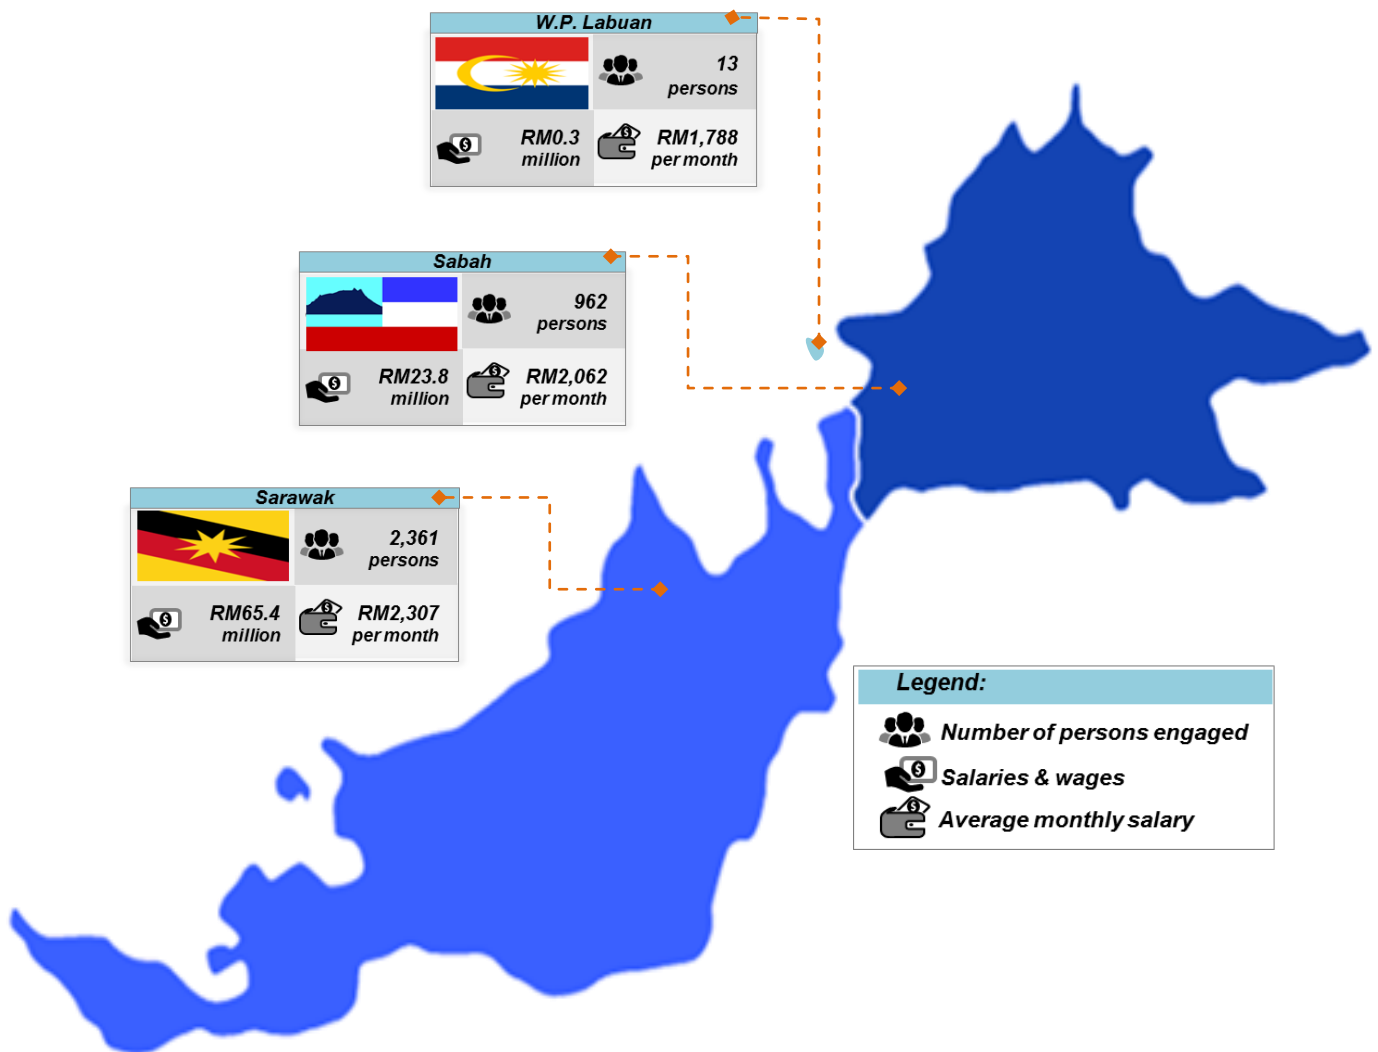 W.P. Labuan
13
persons
RM0.3
million
RM1,788
per month
Sabah
962
persons
RM23.8
million
RM2,062
per month
Sarawak
2,361
persons
RM65.4
million
RM2,307
per month
Legend:
Number of persons engaged
Salaries & wages
Average monthly salary